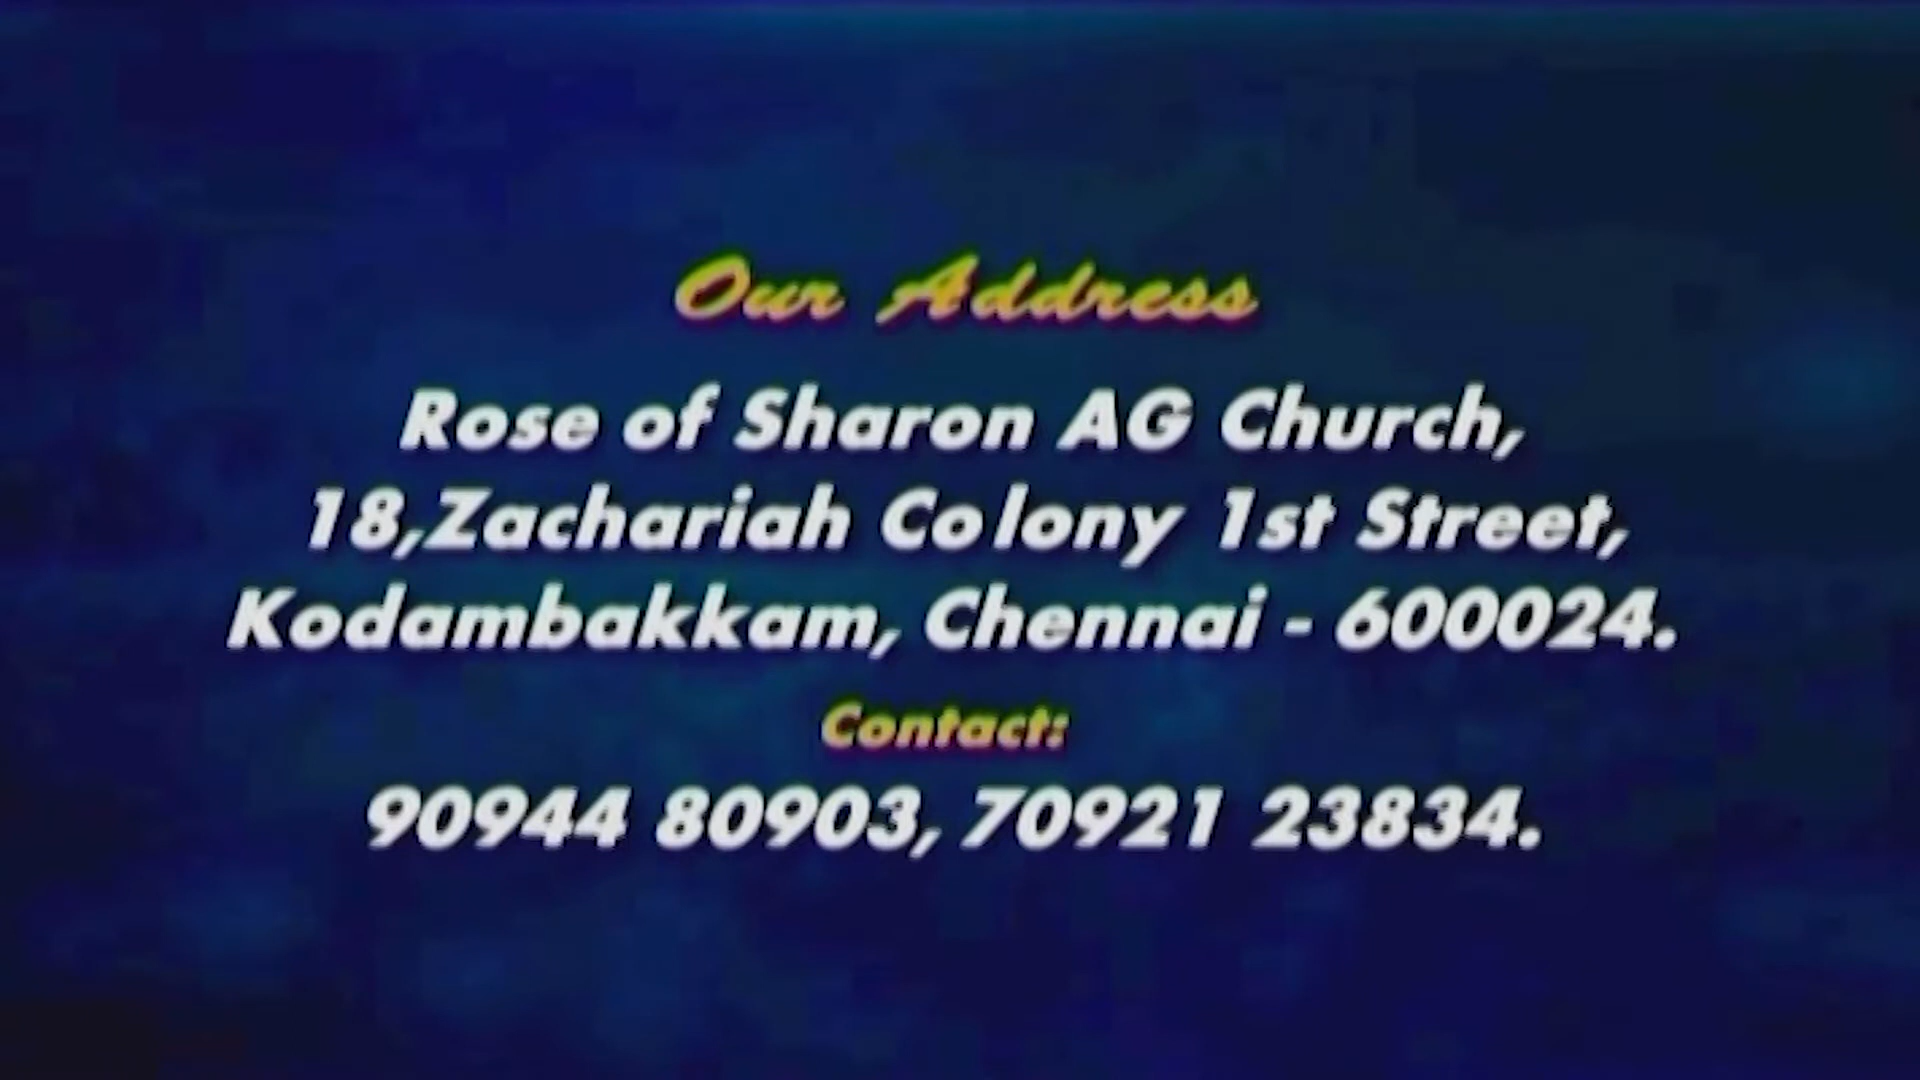 Our Address
Rose of Sharon AG Church,
18,Zachariah Colony 1st Street,
Kodambakkam, Chennai - 600024.
Contact:
90944 80903, 70921 23834.